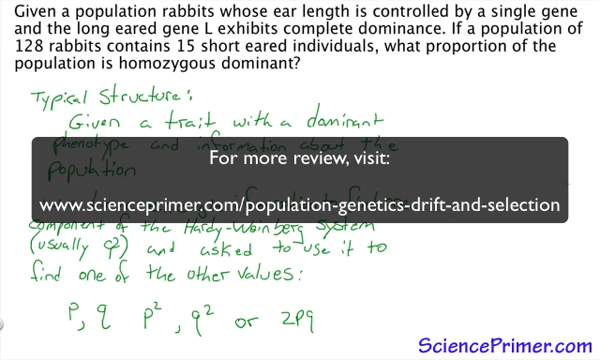 Given a population rabbits whose ear length is controlled by a single gene
and the long eared gene L exhibits complete dominance. If a population of
128 rabbits contains 15 short eared individuals, what proportion of the
population is homozygous dominant?
Typical Structure:
Given a trait with a dominant
phenotype and information about the
population
For more review, visit:
www.scienceprimer.com/population-genetics-drift-and-selection
component of the Hardy-Weinberg system
(usually q2) and asked to use it to
find one of the other values:
P, q p², q² or 2pq
SciencePrimer.com